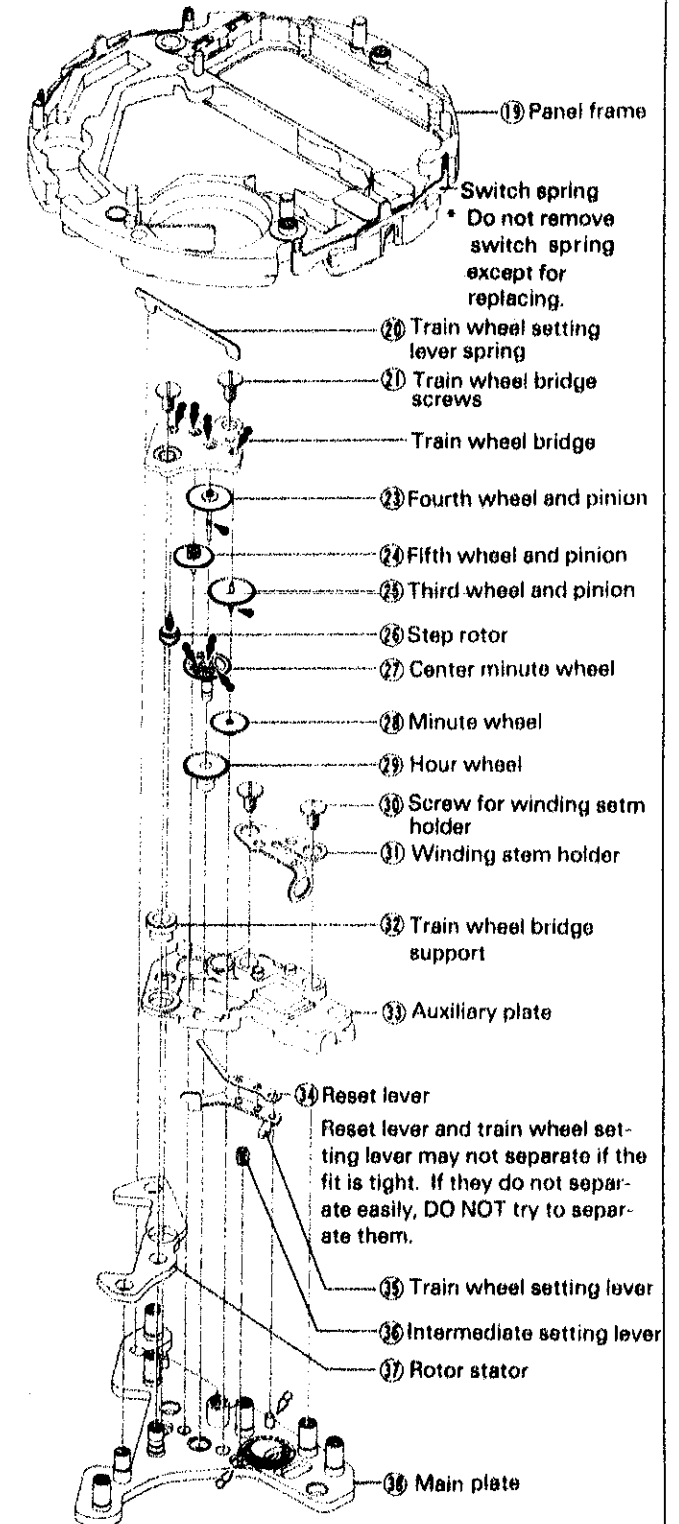 ⑲ Panel frame
Switch spring
* Do not remove
switch spring
except for
replacing.
⑳ Train wheel setting
lever spring
㉑ Train wheel bridge
screws
Train wheel bridge
㉓ Fourth wheel and pinion
㉔ Fifth wheel and pinion
㉕ Third wheel and pinion
㉖ Step rotor
㉗ Center minute wheel
㉘ Minute wheel
㉙ Hour wheel
㉚ Screw for winding setm
holder
㉛ Winding stem holder
㉜ Train wheel bridge
support
㉝ Auxiliary plate
㉞ Reset lever
Reset lever and train wheel set-
ting lever may not separate if the
fit is tight. If they do not separ-
ate easily, DO NOT try to separ-
ate them.
㉟ Train wheel setting lever
㊱ Intermediate setting lever
㊲ Rotor stator
㊳ Main plate